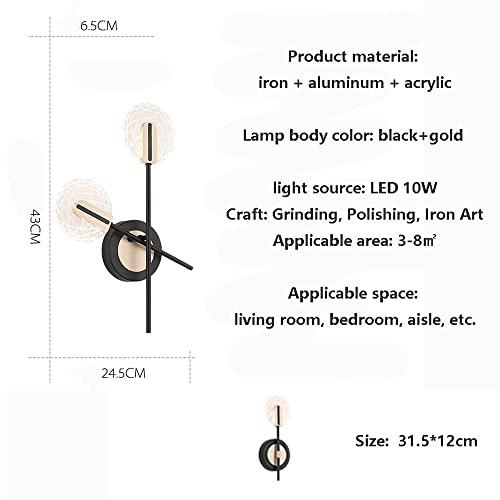 6.5CM
Product material:
iron + aluminum + acrylic
Lamp body color: black+gold
43CM
light source: LED 10W
Craft: Grinding, Polishing, Iron Art
Applicable area: 3-8㎡
Applicable space:
living room, bedroom, aisle, etc.
24.5CM
Size: 31.5*12cm